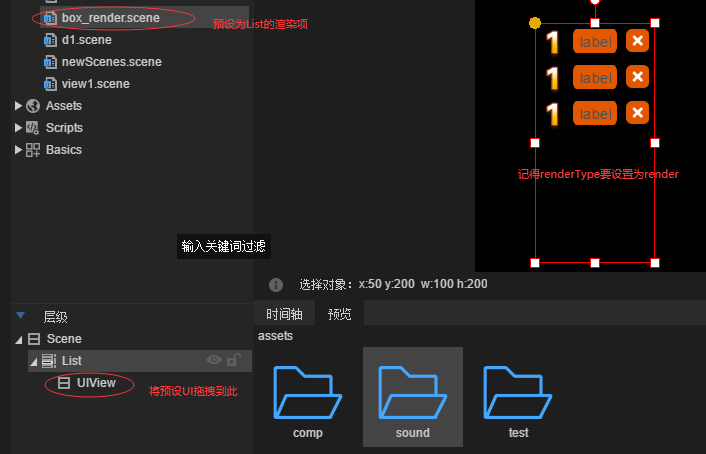 box_render.scene
预设为List的渲染项
d1.scene
newScenes.scene
view1.scene
Assets
Scripts
Basics
1 label ×
1 label ×
1 label ×
记得renderType要设置为render
输入关键词过滤
选择对象: x:50 y:200 w:100 h:200
层级
时间轴 预览
Scene
assets
List
UIView
将预设UI拖拽到此
comp sound test